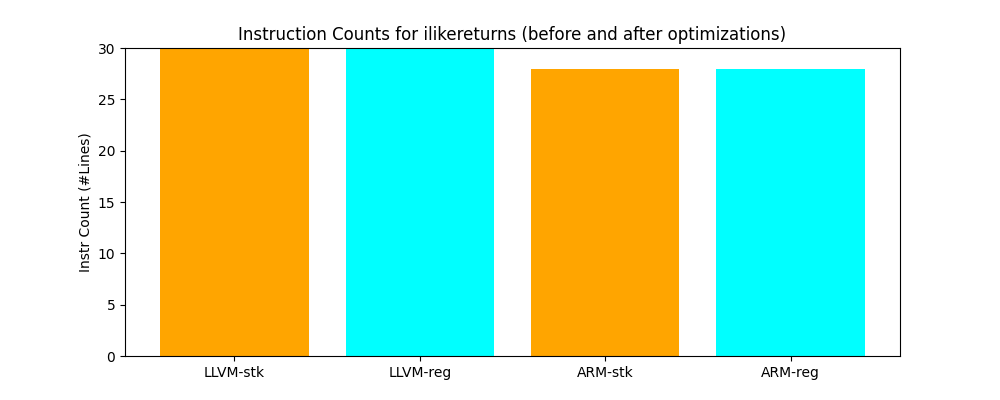 Instruction Counts for ilikereturns (before and after optimizations)
Instr Count (#Lines)
30
25
20
15
10
5
0
LLVM-stk LLVM-reg ARM-stk ARM-reg